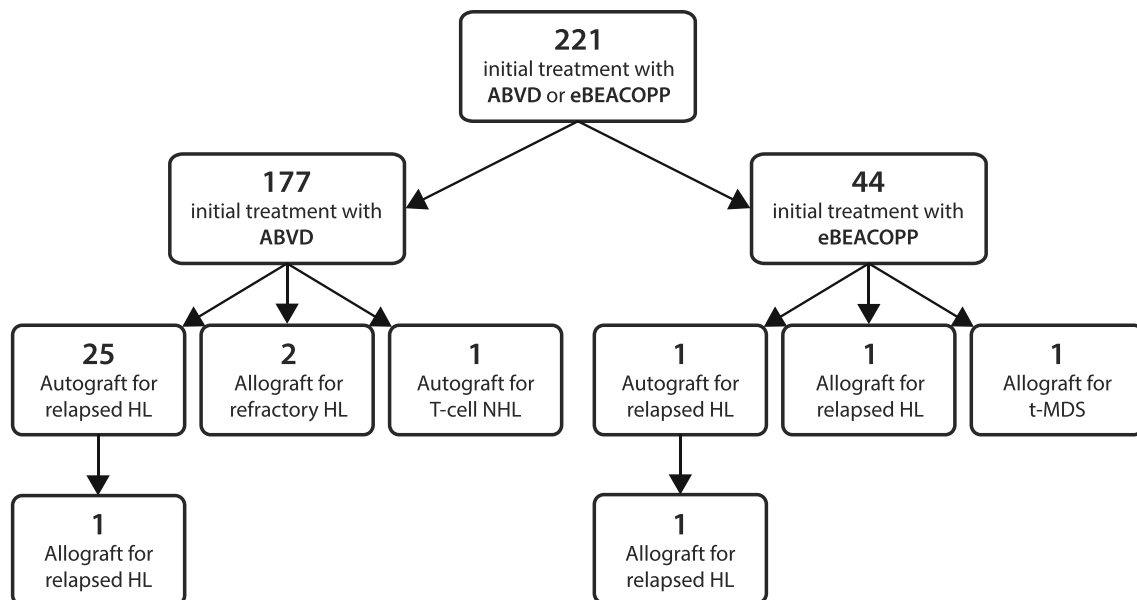 221
initial treatment with
ABVD or eBEACOPP
177
initial treatment with
ABVD
44
initial treatment with
eBEACOPP
25
Autograft for
relapsed HL
2
Allograft for
refractory HL
1
Autograft for
T-cell NHL
1
Autograft for
relapsed HL
1
Allograft for
relapsed HL
1
Allograft for
t-MDS
1
Allograft for
relapsed HL
1
Allograft for
relapsed HL